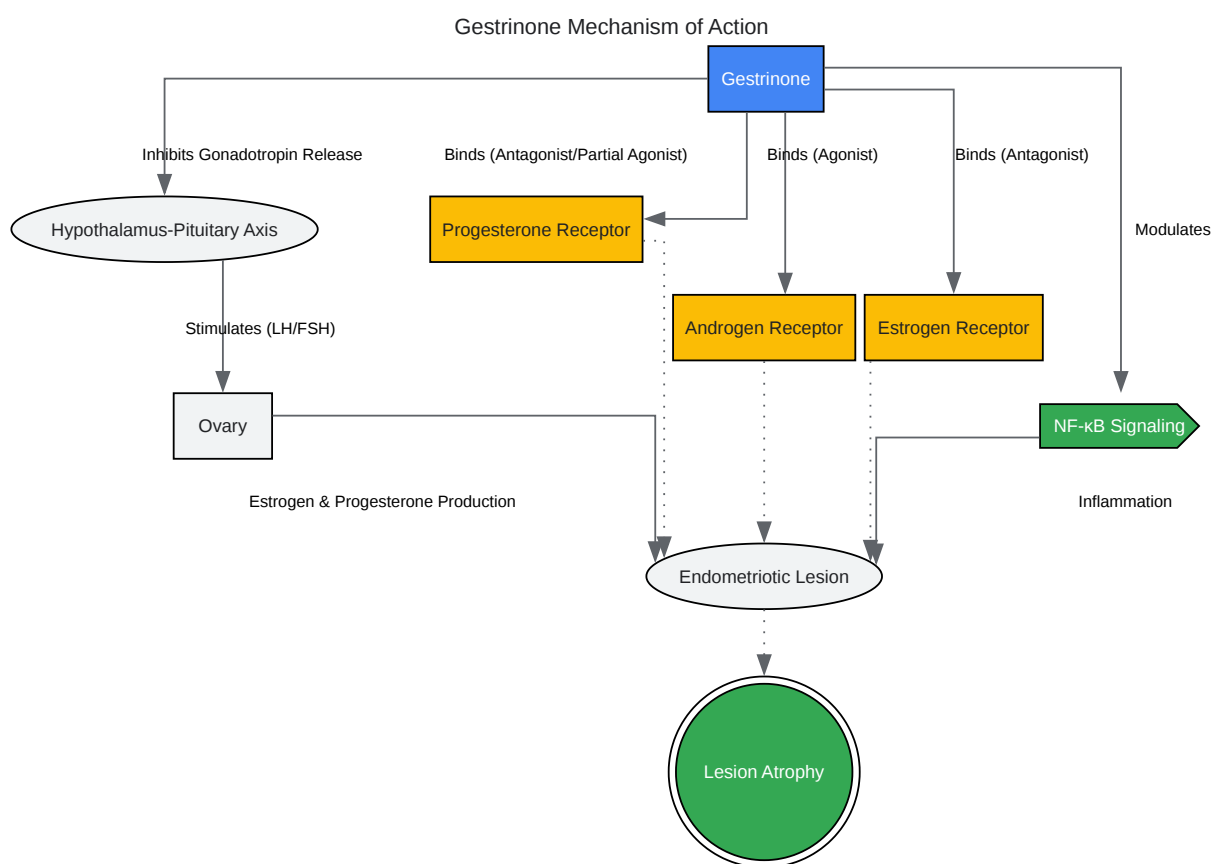 Gestrinone Mechanism of Action
Gestrinone
Inhibits Gonadotropin Release
Binds (Antagonist/Partial Agonist)
Binds (Agonist)
Binds (Antagonist)
Hypothalamus-Pituitary Axis
Progesterone Receptor
Modulates
Stimulates (LH/FSH)
Androgen Receptor
Estrogen Receptor
Ovary
NF-κB Signaling
Estrogen & Progesterone Production
Inflammation
Endometriotic Lesion
Lesion Atrophy